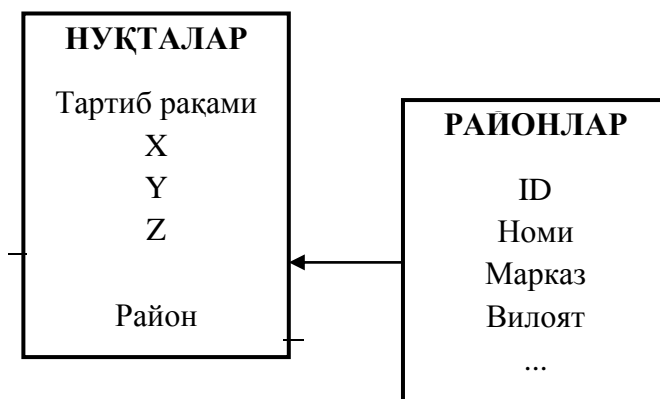 НУҚТАЛАР
Тартиб рақами
X
Y
Z
Район
РАЙОНЛАР
ID
Номи
Марказ
Вилоят
...